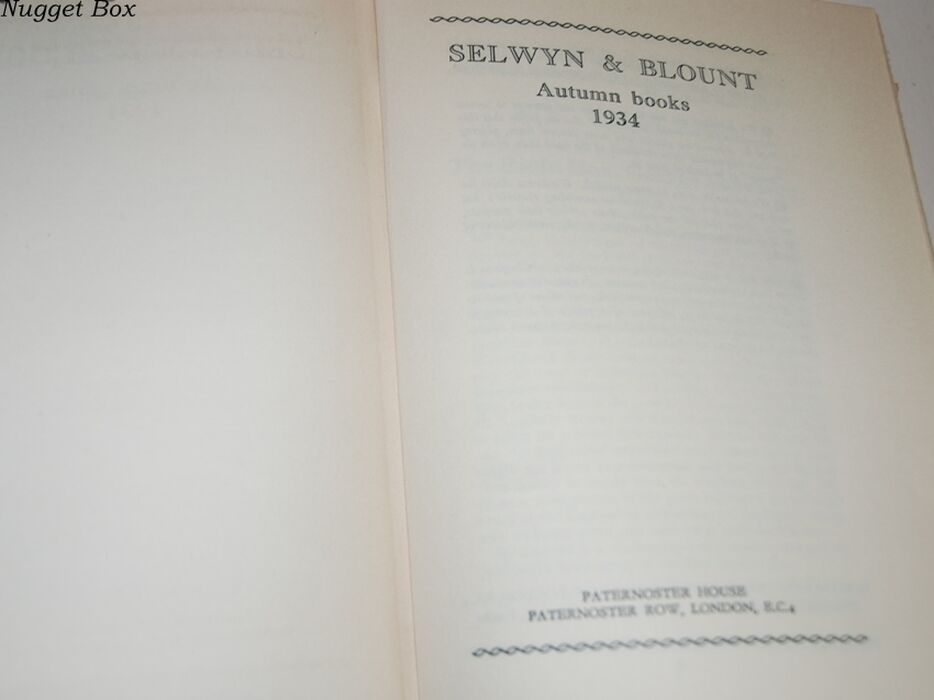 Nugget Box
SELWYN & BLOUNT
Autumn books
1934
PATERNOSTER HOUSE
PATERNOSTER ROW, LONDON, E.C.4